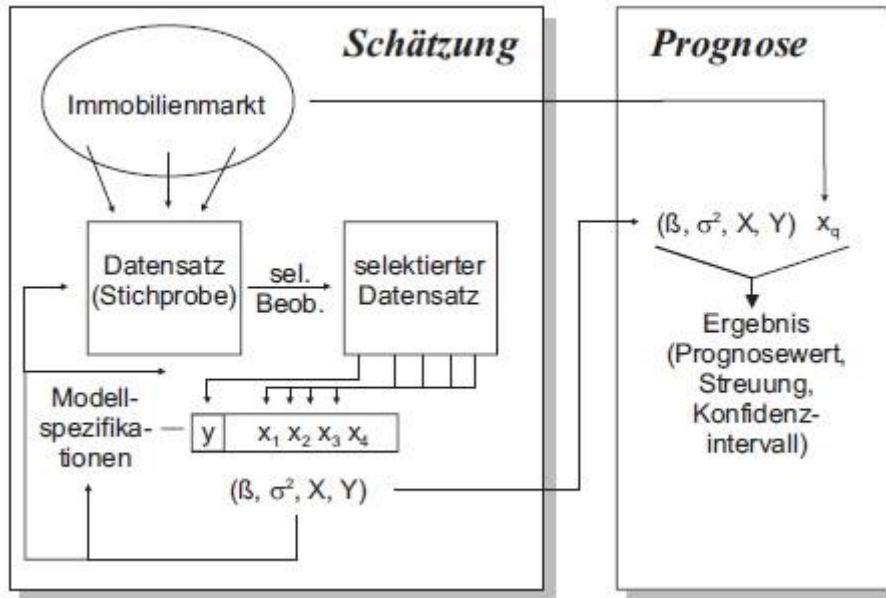 Schätzung
Immobilienmarkt
Datensatz
(Stichprobe)
sel.
Beob.
selektierter
Datensatz
Modell-
spezifika-
tionen
y
x₁ x₂ x₃ x₄
(ß, σ², X, Y)
Prognose
(ß, σ², X, Y) x_q
Ergebnis
(Prognosewert,
Streuung,
Konfidenz-
intervall)